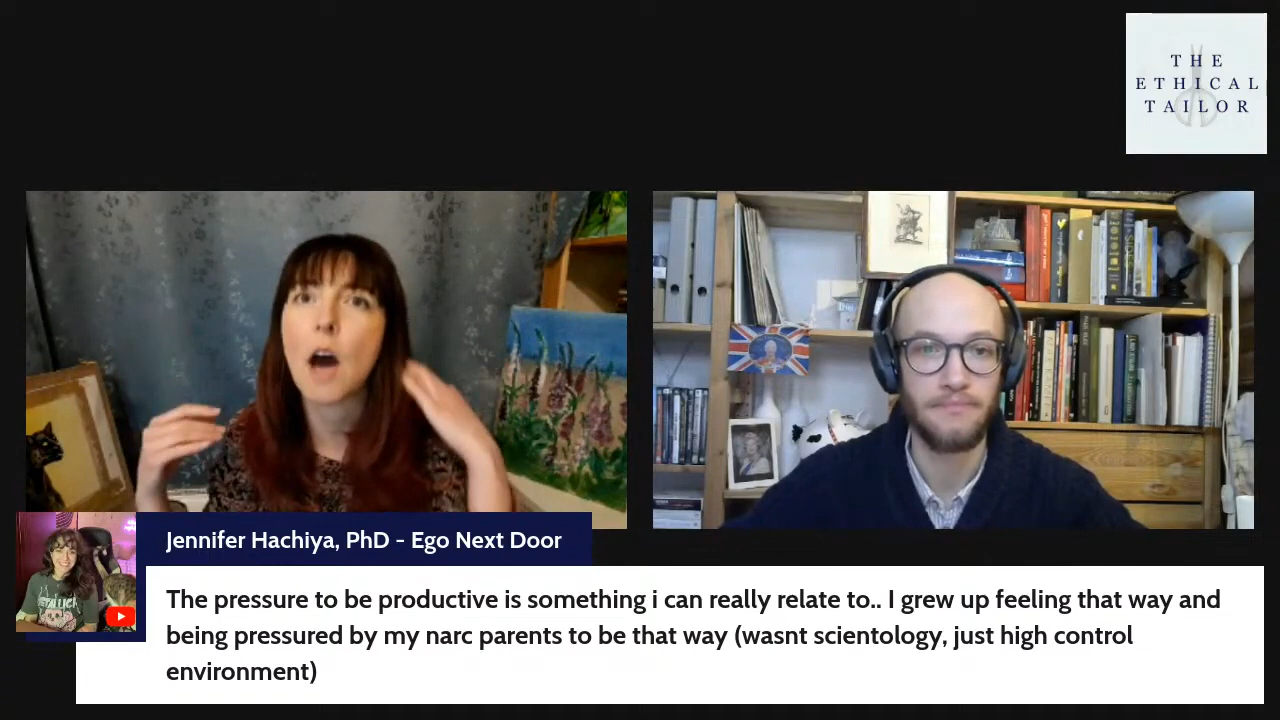 THE
ETHICAL
TAILOR
Jennifer Hachiya, PhD - Ego Next Door
The pressure to be productive is something i can really relate to.. I grew up feeling that way and
being pressured by my narc parents to be that way (wasnt scientology, just high control
environment)